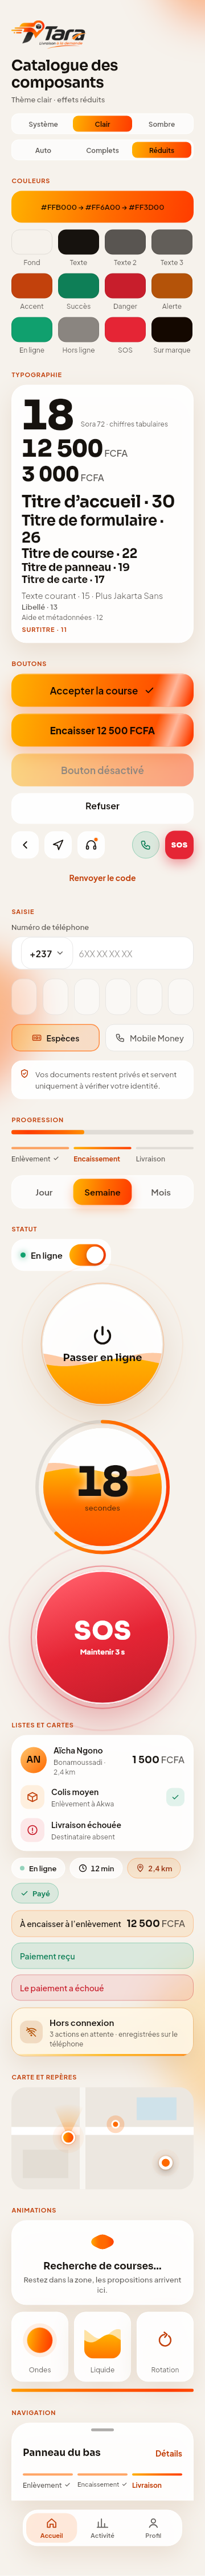 Tara
Catalogue des
composants
Thème clair · effets réduits
Système Clair Sombre
Auto Complets Réduits
COULEURS
#FFB000 → #FF6A00 → #FF3D00
Fond Texte Texte 2 Texte 3
Accent Succès Danger Alerte
En ligne Hors ligne SOS Sur marque
TYPOGRAPHIE
18 Sora 72 · chiffres tabulaires
12 500 FCFA
3 000 FCFA
Titre d’accueil · 30
Titre de formulaire ·
26
Titre de course · 22
Titre de panneau · 19
Titre de carte · 17
Texte courant · 15 · Plus Jakarta Sans
Libellé · 13
Aide et métadonnées · 12
SURTITRE · 11
BOUTONS
Accepter la course
Encaisser 12 500 FCFA
Bouton désactivé
Refuser
SOS
Renvoyer le code
SAISIE
Numéro de téléphone
+237 6XX XX XX XX
Espèces Mobile Money
Vos documents restent privés et servent
uniquement à vérifier votre identité.
PROGRESSION
Enlèvement Encaissement Livraison
Jour Semaine Mois
STATUT
En ligne
Passer en ligne
18
secondes
SOS
Maintenir 3 s
LISTES ET CARTES
AN Aïcha Ngono 1 500 FCFA
Bonamoussadi ·
2,4 km
Colis moyen
Enlèvement à Akwa
Livraison échouée
Destinataire absent
En ligne 12 min 2,4 km
Payé
À encaisser à l’enlèvement 12 500 FCFA
Paiement reçu
Le paiement a échoué
Hors connexion
3 actions en attente · enregistrées sur le
téléphone
CARTE ET REPÈRES
ANIMATIONS
Recherche de courses…
Restez dans la zone, les propositions arrivent
ici.
Ondes Liquide Rotation
NAVIGATION
Panneau du bas Détails
Enlèvement Encaissement Livraison
Accueil Activité Profil